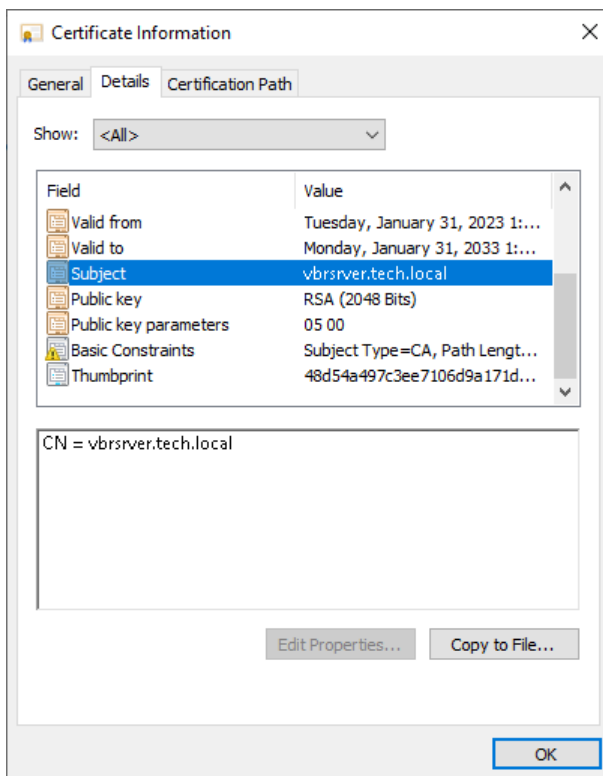 Certificate Information
General Details Certification Path
Show: <All>
Field Value
Valid from Tuesday, January 31, 2023 1:...
Valid to Monday, January 31, 2033 1:...
Subject vbrsrver.tech.local
Public key RSA (2048 Bits)
Public key parameters 05 00
Basic Constraints Subject Type=CA, Path Lengt...
Thumbprint 48d54a497c3ee7106d9a171d...
CN = vbrsrver.tech.local
Edit Properties... Copy to File...
OK